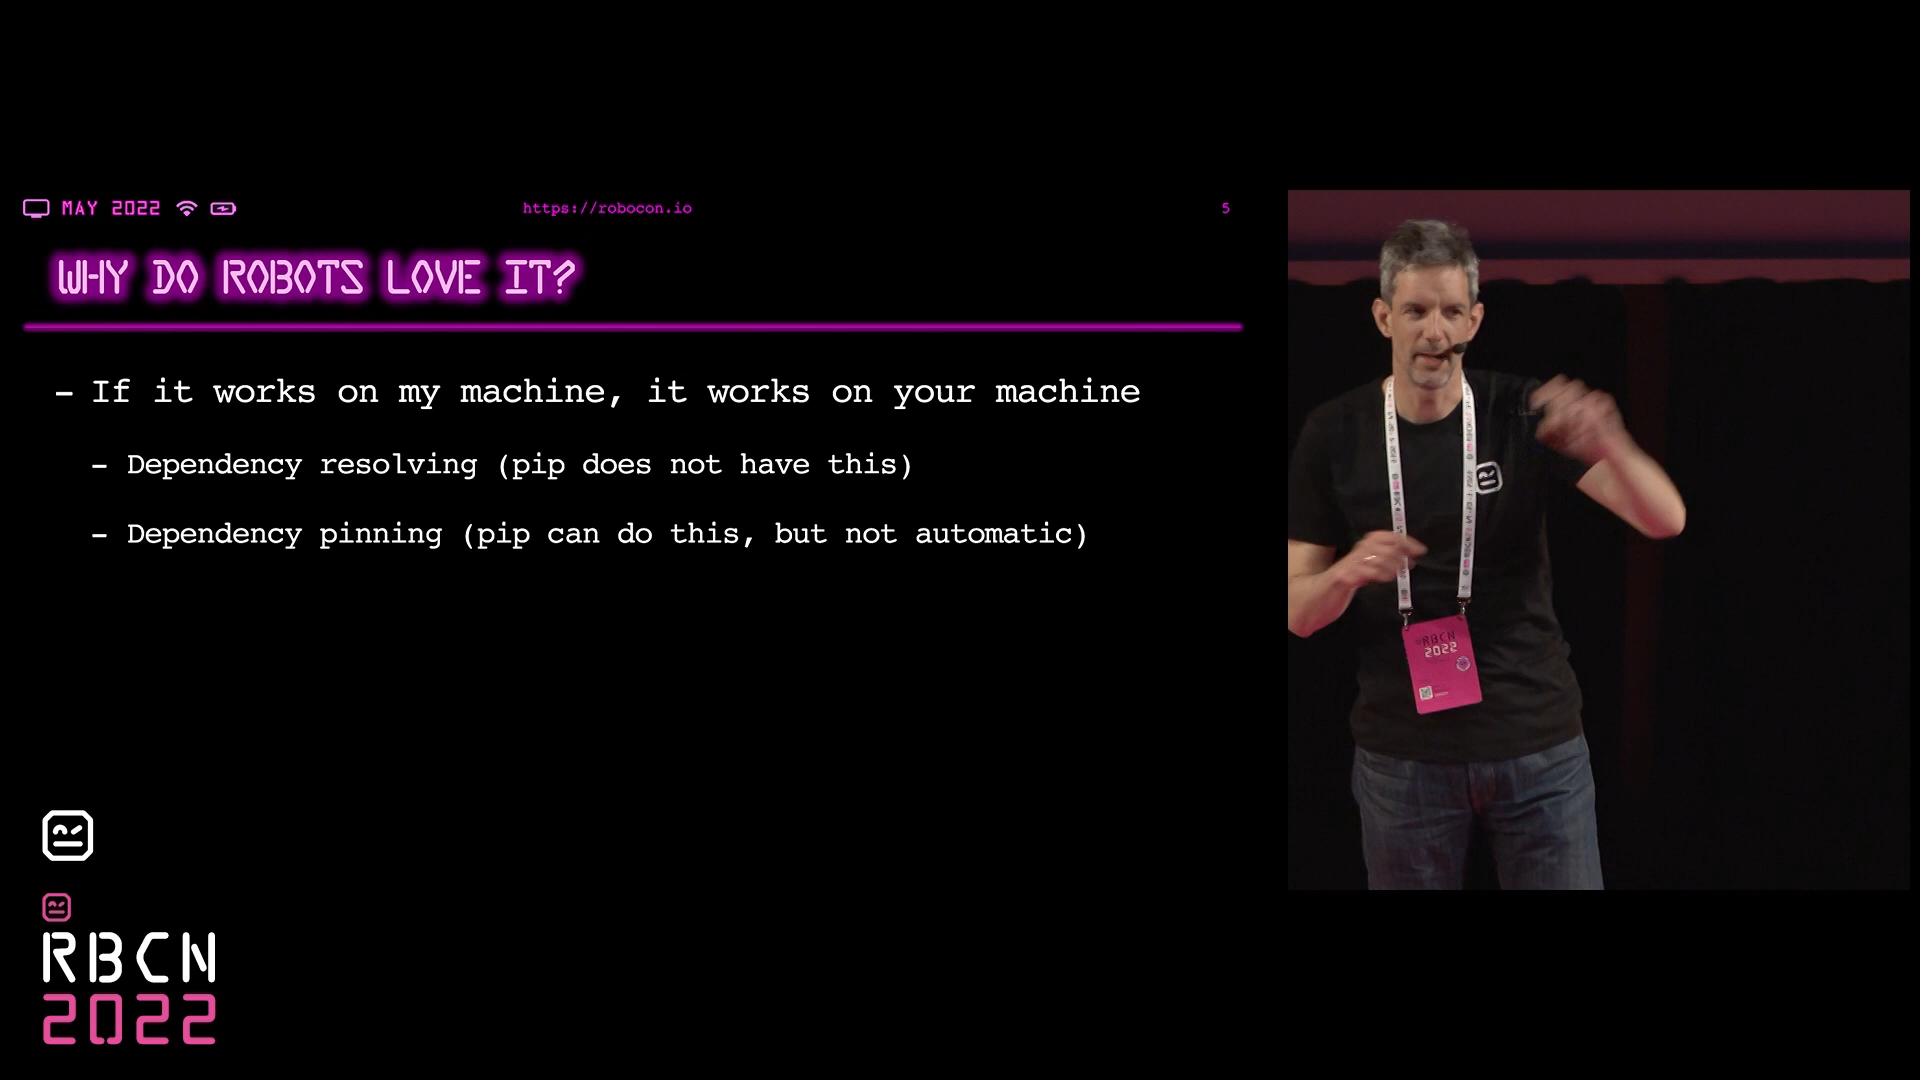 MAY 2022
https://robocon.io
5
WHY DO ROBOTS LOVE IT?
– If it works on my machine, it works on your machine
– Dependency resolving (pip does not have this)
– Dependency pinning (pip can do this, but not automatic)
RBCN
2022
RBCN
2022